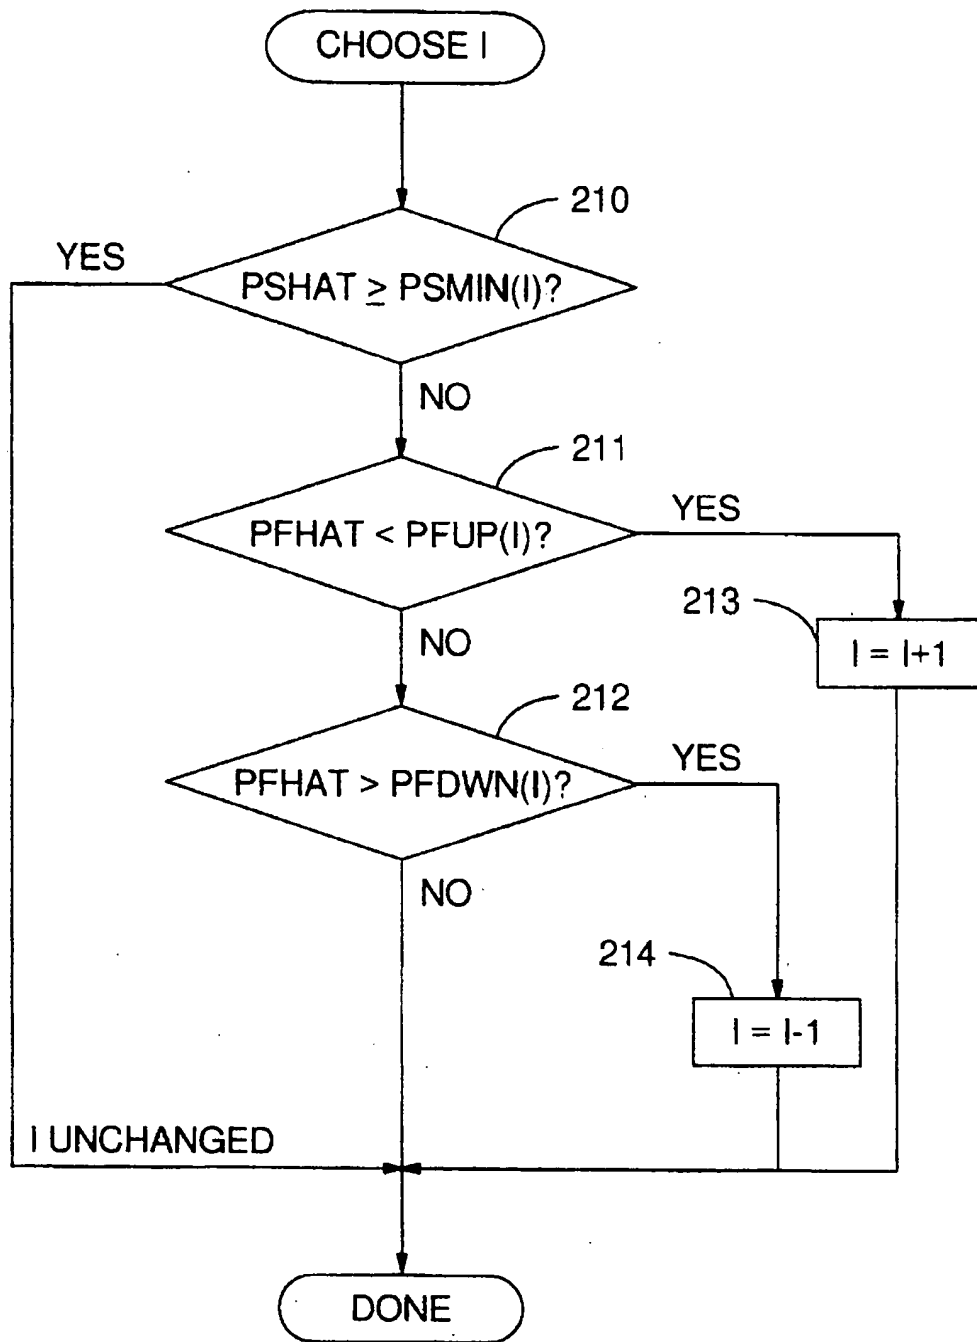 CHOOSE I
210
YES
PSHAT ≥ PSMIN(I)?
NO
211
YES
PFHAT < PFUP(I)?
213
NO
I = I+1
212
YES
PFHAT > PFDWN(I)?
NO
214
I = I-1
I UNCHANGED
DONE